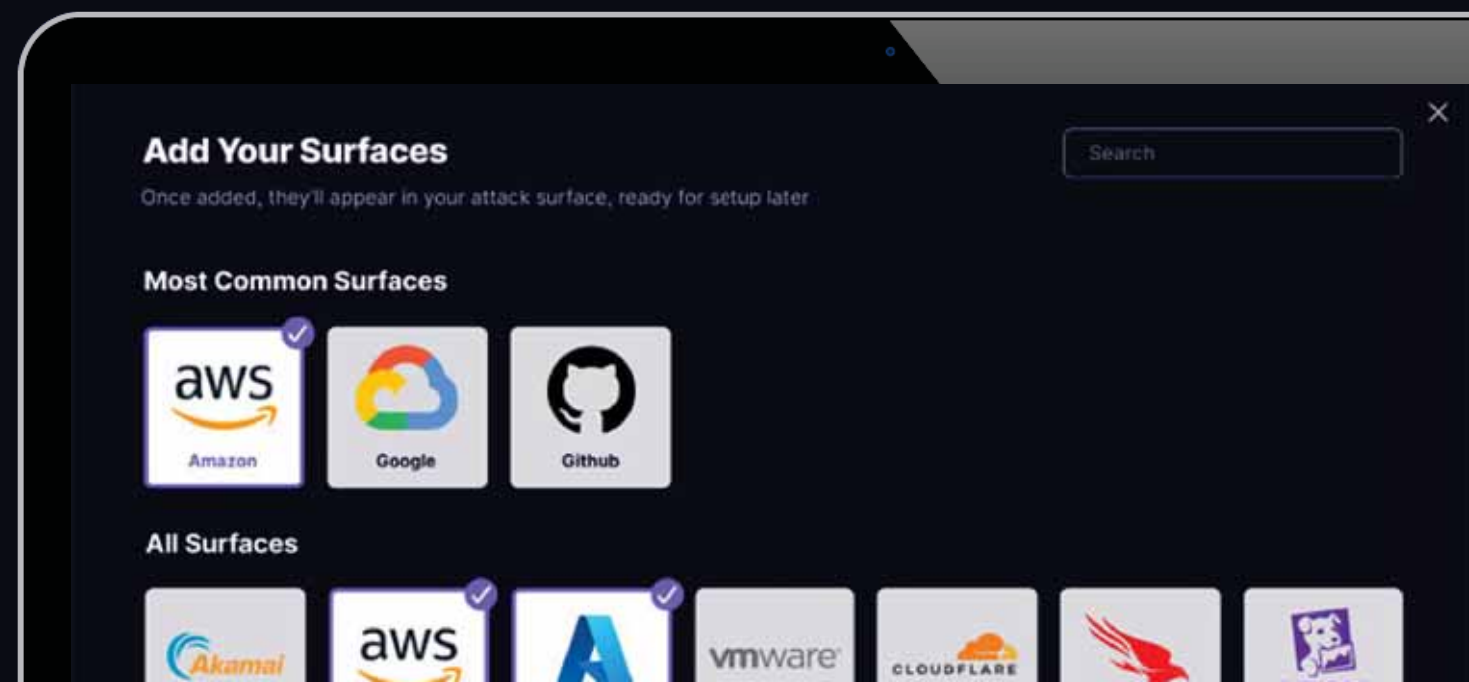 Add Your Surfaces
Search
Once added, they'll appear in your attack surface, ready for setup later
Most Common Surfaces
aws
Amazon
Google
Github
All Surfaces
Akamai
aws
vmware
CLOUDFLARE